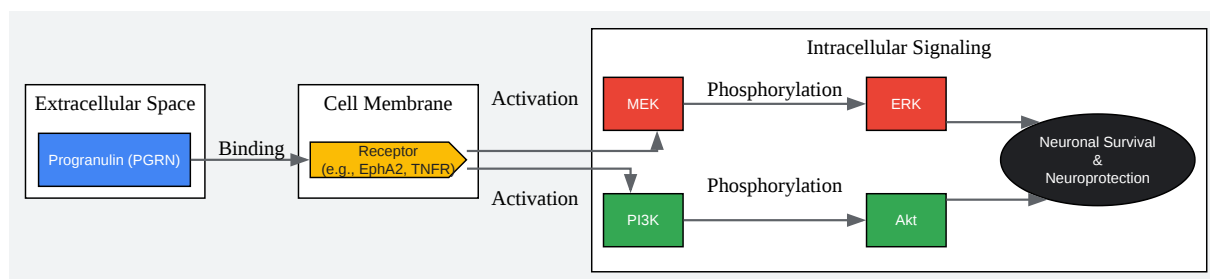 Intracellular Signaling
Extracellular Space
Progranulin (PGRN)
Binding
Cell Membrane
Receptor
(e.g., EphA2, TNFR)
Activation
Activation
MEK
Phosphorylation
ERK
PI3K
Phosphorylation
Akt
Neuronal Survival
&
Neuroprotection